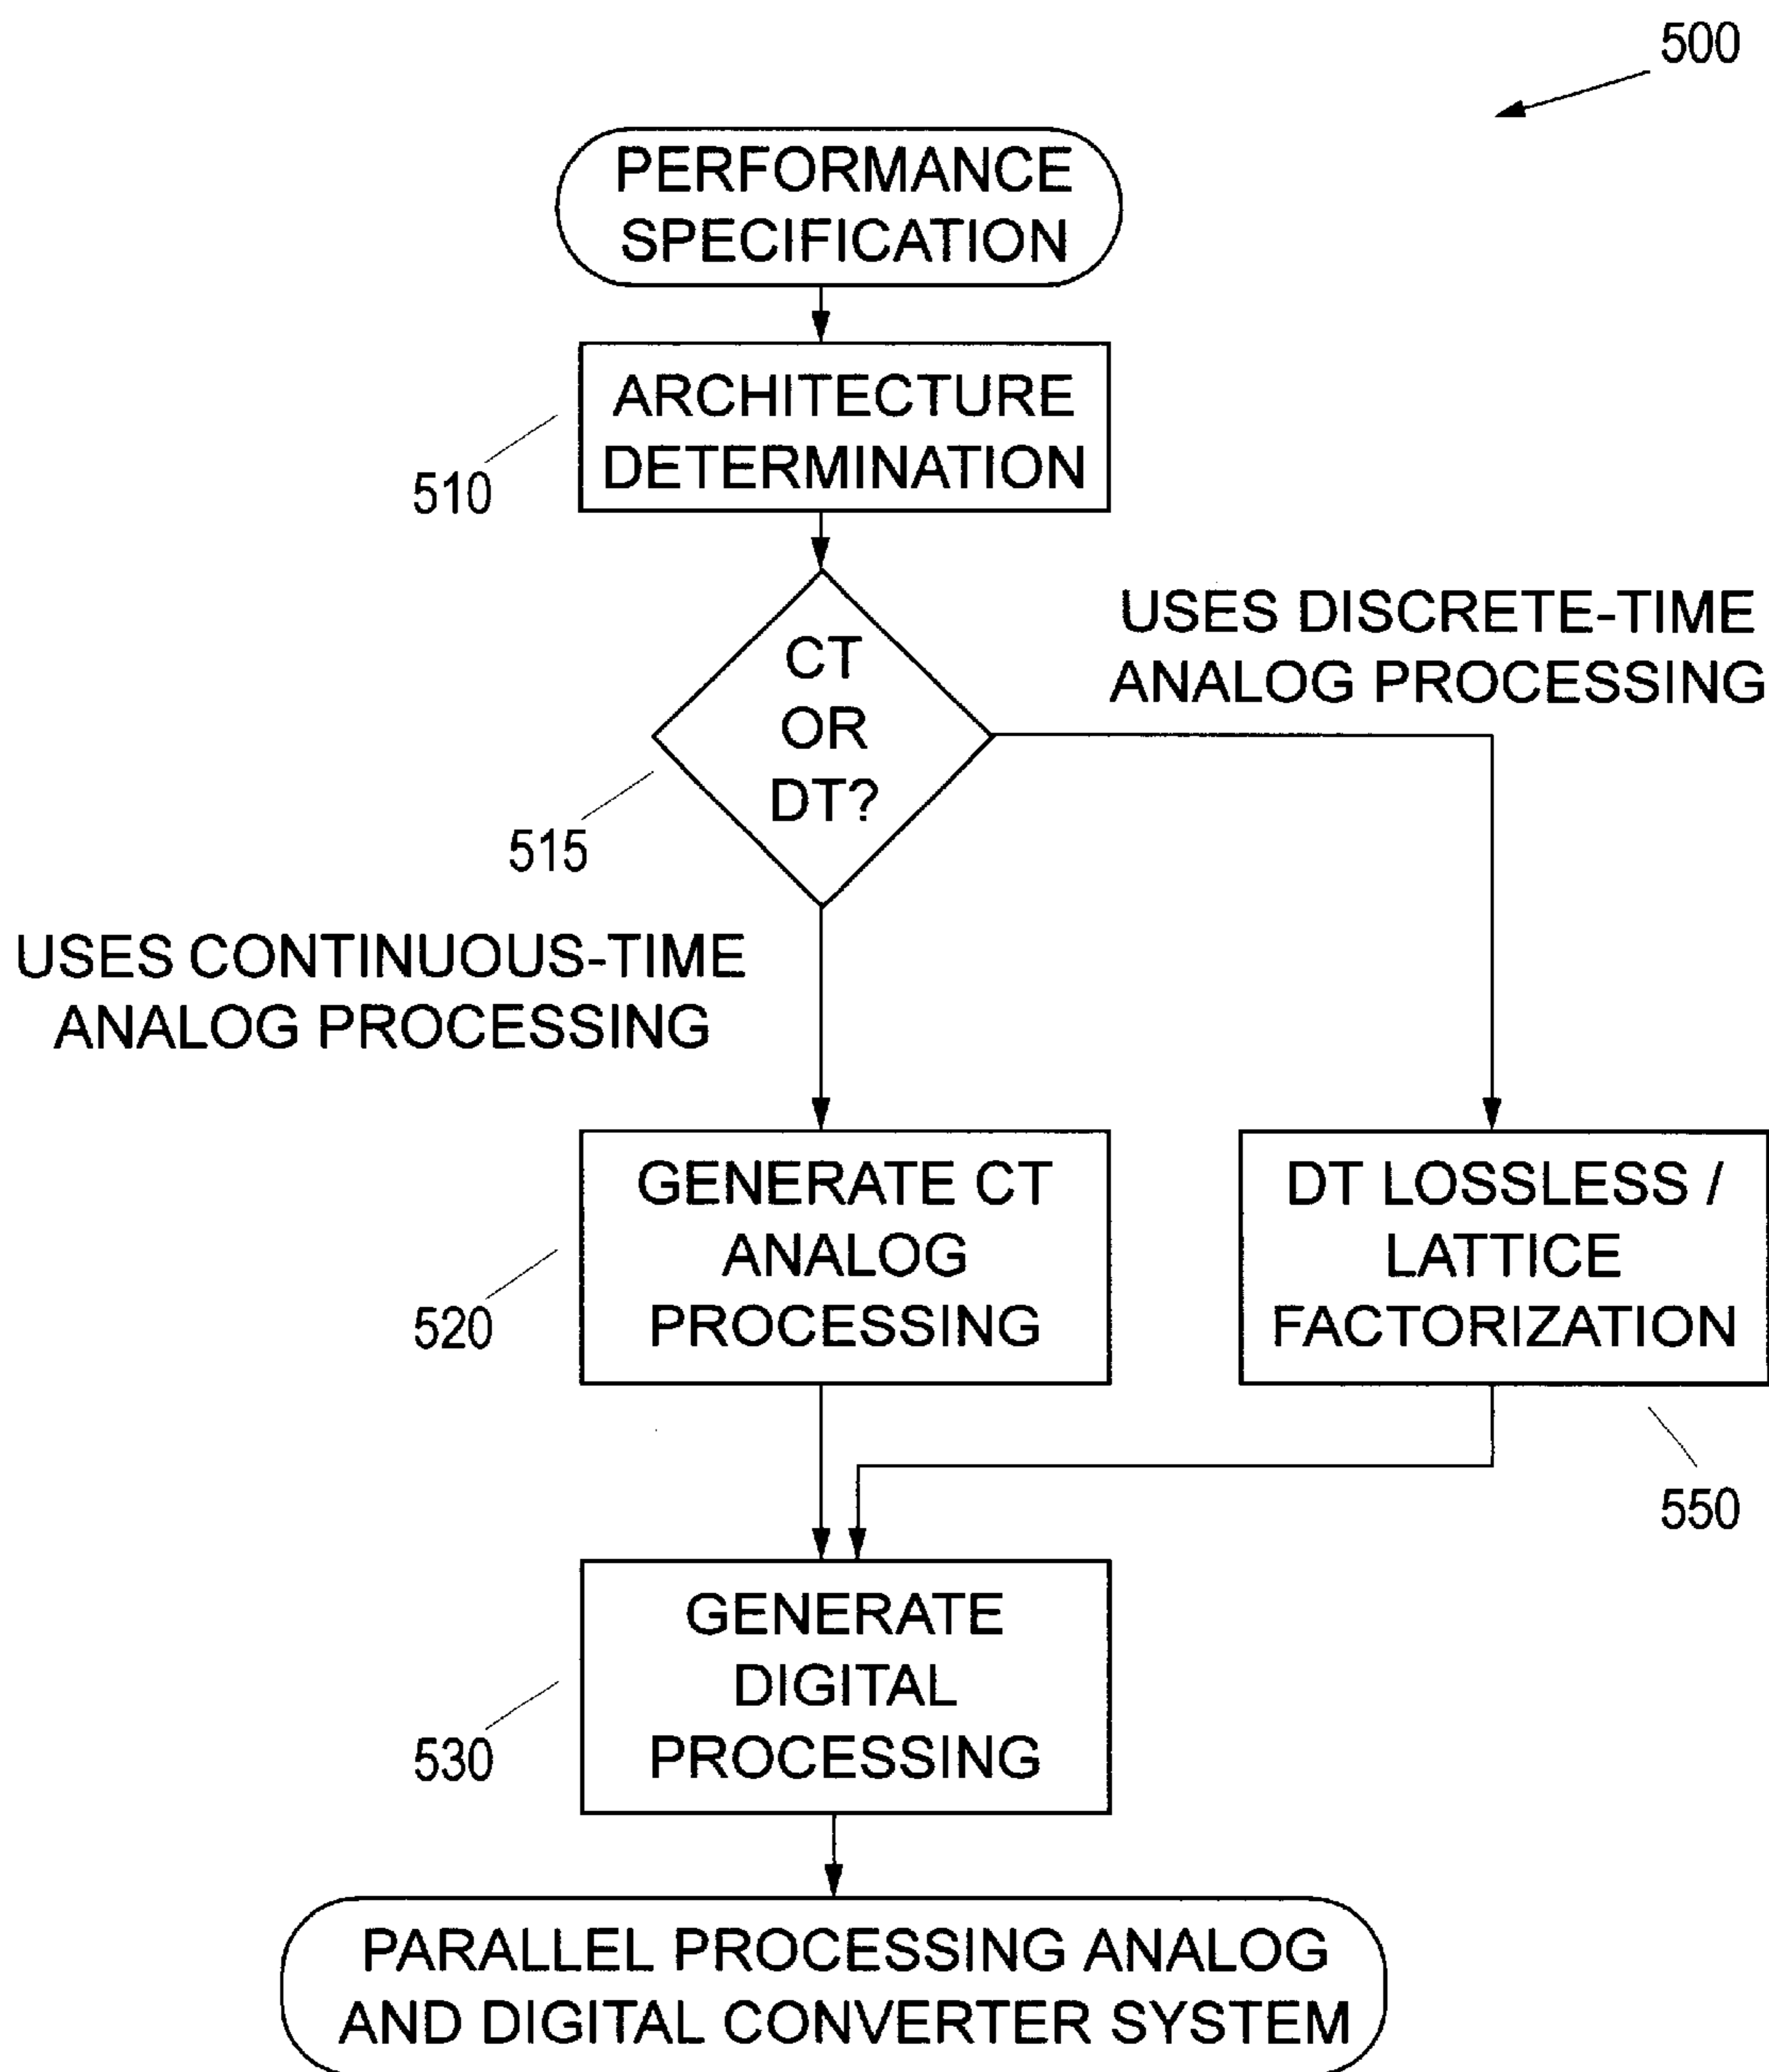 500
PERFORMANCE
SPECIFICATION
ARCHITECTURE
DETERMINATION
510
CT
OR
DT?
515
USES DISCRETE-TIME
ANALOG PROCESSING
USES CONTINUOUS-TIME
ANALOG PROCESSING
GENERATE CT
ANALOG
PROCESSING
520
DT LOSSLESS /
LATTICE
FACTORIZATION
550
GENERATE
DIGITAL
PROCESSING
530
PARALLEL PROCESSING ANALOG
AND DIGITAL CONVERTER SYSTEM